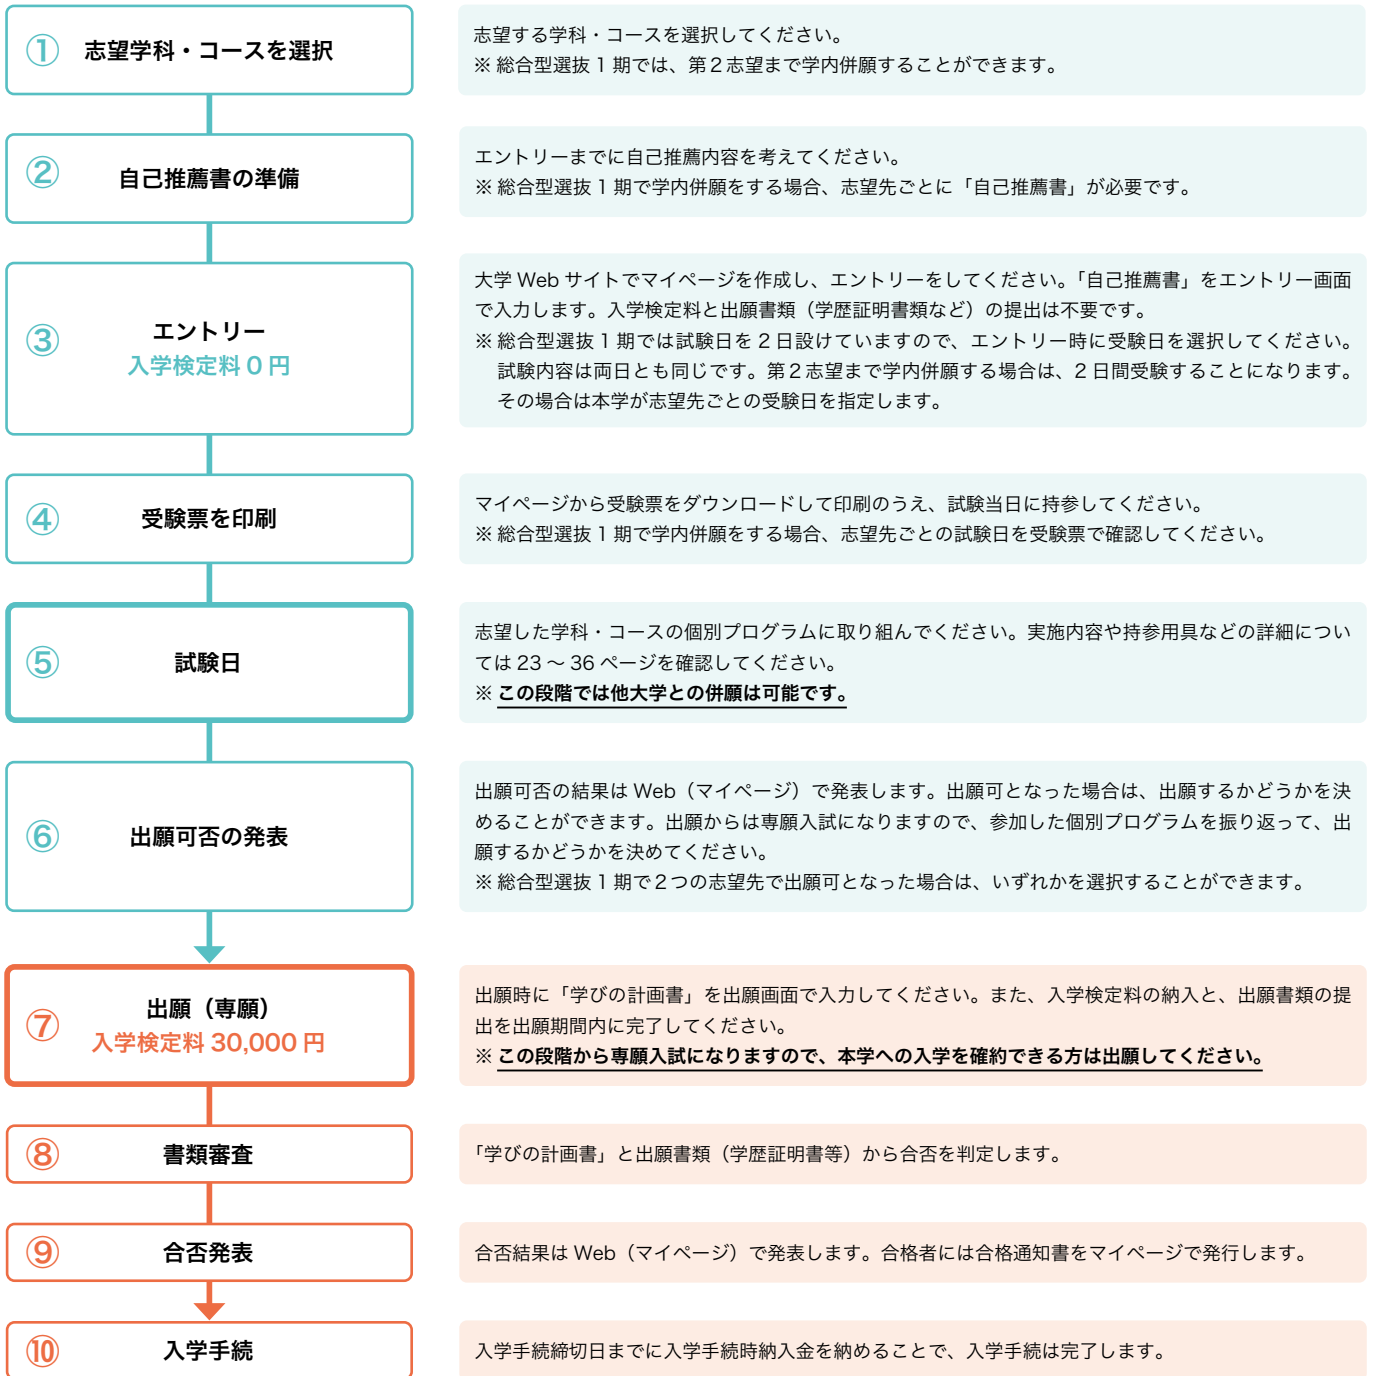 ① 志望学科・コースを選択
志望する学科・コースを選択してください。
※ 総合型選抜 1 期では、第２志望まで学内併願することができます。
② 自己推薦書の準備
エントリーまでに自己推薦内容を考えてください。
※ 総合型選抜 1 期で学内併願をする場合、志望先ごとに「自己推薦書」が必要です。
③ エントリー
入学検定料 0 円
大学 Web サイトでマイページを作成し、エントリーをしてください。「自己推薦書」をエントリー画面
で入力します。入学検定料と出願書類（学歴証明書類など）の提出は不要です。
※ 総合型選抜 1 期では試験日を 2 日設けていますので、エントリー時に受験日を選択してください。
試験内容は両日とも同じです。第２志望まで学内併願する場合は、2 日間受験することになります。
その場合は本学が志望先ごとの受験日を指定します。
④ 受験票を印刷
マイページから受験票をダウンロードして印刷のうえ、試験当日に持参してください。
※ 総合型選抜 1 期で学内併願をする場合、志望先ごとの試験日を受験票で確認してください。
⑤ 試験日
志望した学科・コースの個別プログラムに取り組んでください。実施内容や持参用具などの詳細につい
ては 23 〜 36 ページを確認してください。
※ この段階では他大学との併願は可能です。
⑥ 出願可否の発表
出願可否の結果は Web（マイページ）で発表します。出願可となった場合は、出願するかどうかを決
めることができます。出願からは専願入試になりますので、参加した個別プログラムを振り返って、出
願するかどうかを決めてください。
※ 総合型選抜 1 期で２つの志望先で出願可となった場合は、いずれかを選択することができます。
⑦ 出願（専願）
入学検定料 30,000 円
出願時に「学びの計画書」を出願画面で入力してください。また、入学検定料の納入と、出願書類の提
出を出願期間内に完了してください。
※ この段階から専願入試になりますので、本学への入学を確約できる方は出願してください。
⑧ 書類審査
「学びの計画書」と出願書類（学歴証明書等）から合否を判定します。
⑨ 合否発表
合否結果は Web（マイページ）で発表します。合格者には合格通知書をマイページで発行します。
⑩ 入学手続
入学手続締切日までに入学手続時納入金を納めることで、入学手続は完了します。